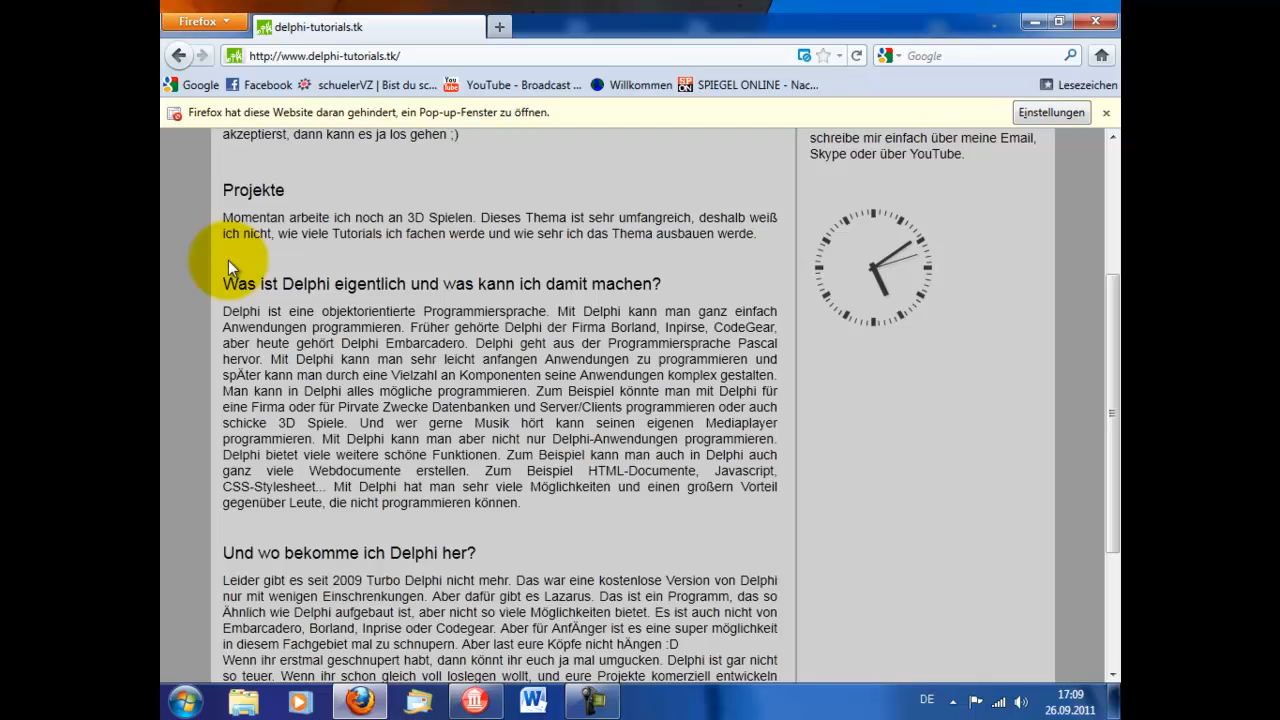 Firefox
delphi-tutorials.tk
http://www.delphi-tutorials.tk/
Google
Google
Facebook
schuelerVZ | Bist du sc...
YouTube - Broadcast ...
Willkommen
SPIEGEL ONLINE - Nac...
Lesezeichen
Firefox hat diese Website daran gehindert, ein Pop-up-Fenster zu öffnen.
Einstellungen
akzeptierst, dann kann es ja los gehen ;)
Projekte
Momentan arbeite ich noch an 3D Spielen. Dieses Thema ist sehr umfangreich, deshalb weiß
ich nicht, wie viele Tutorials ich fachen werde und wie sehr ich das Thema ausbauen werde.
Was ist Delphi eigentlich und was kann ich damit machen?
Delphi ist eine objektorientierte Programmiersprache. Mit Delphi kann man ganz einfach
Anwendungen programmieren. Früher gehörte Delphi der Firma Borland, Inpirse, CodeGear,
aber heute gehört Delphi Embarcadero. Delphi geht aus der Programmiersprache Pascal
hervor. Mit Delphi kann man sehr leicht anfangen Anwendungen zu programmieren und
spÄter kann man durch eine Vielzahl an Komponenten seine Anwendungen komplex gestalten.
Man kann in Delphi alles mögliche programmieren. Zum Beispiel könnte man mit Delphi für
eine Firma oder für Pirvate Zwecke Datenbanken und Server/Clients programmieren oder auch
schicke 3D Spiele. Und wer gerne Musik hört kann seinen eigenen Mediaplayer
programmieren. Mit Delphi kann man aber nicht nur Delphi-Anwendungen programmieren.
Delphi bietet viele weitere schöne Funktionen. Zum Beispiel kann man auch in Delphi auch
ganz viele Webdocumente erstellen. Zum Beispiel HTML-Documente, Javascript,
CSS-Stylesheet... Mit Delphi hat man sehr viele Möglichkeiten und einen großern Vorteil
gegenüber Leute, die nicht programmieren können.
Und wo bekomme ich Delphi her?
Leider gibt es seit 2009 Turbo Delphi nicht mehr. Das war eine kostenlose Version von Delphi
nur mit wenigen Einschrenkungen. Aber dafür gibt es Lazarus. Das ist ein Programm, das so
Ähnlich wie Delphi aufgebaut ist, aber nicht so viele Möglichkeiten bietet. Es ist auch nicht von
Embarcadero, Borland, Inprise oder Codegear. Aber für AnfÄnger ist es eine super möglichkeit
in diesem Fachgebiet mal zu schnupern. Aber last eure Köpfe nicht hÄngen :D
Wenn ihr erstmal geschnupert habt, dann könnt ihr euch ja mal umgucken. Delphi ist gar nicht
so teuer. Wenn ihr schon gleich voll loslegen wollt, und eure Projekte komerziell entwickeln
schreibe mir einfach über meine Email,
Skype oder über YouTube.
DE
17:09
26.09.2011